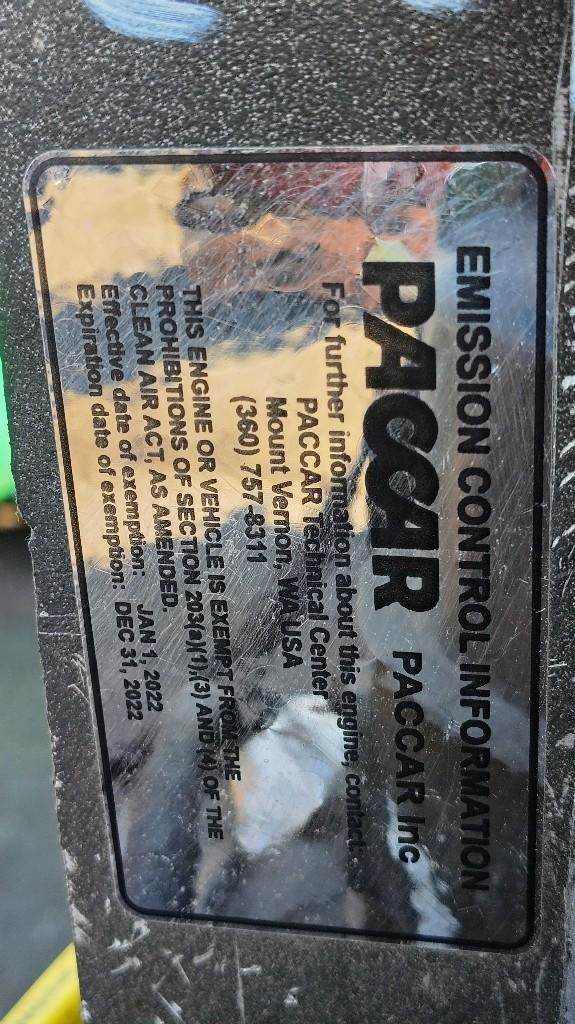 EMISSION CONTROL INFORMATION
PACCAR PACCAR Inc
For further information about this engine, contact:
PACCAR Technical Center
Mount Vernon, WA USA
(360) 757-8311
THIS ENGINE OR VEHICLE IS EXEMPT FROM THE
PROHIBITIONS OF SECTION 203(a)(1),(3) AND (4) OF THE
CLEAN AIR ACT, AS AMENDED.
Effective date of exemption: JAN 1, 2022
Expiration date of exemption: DEC 31, 2022